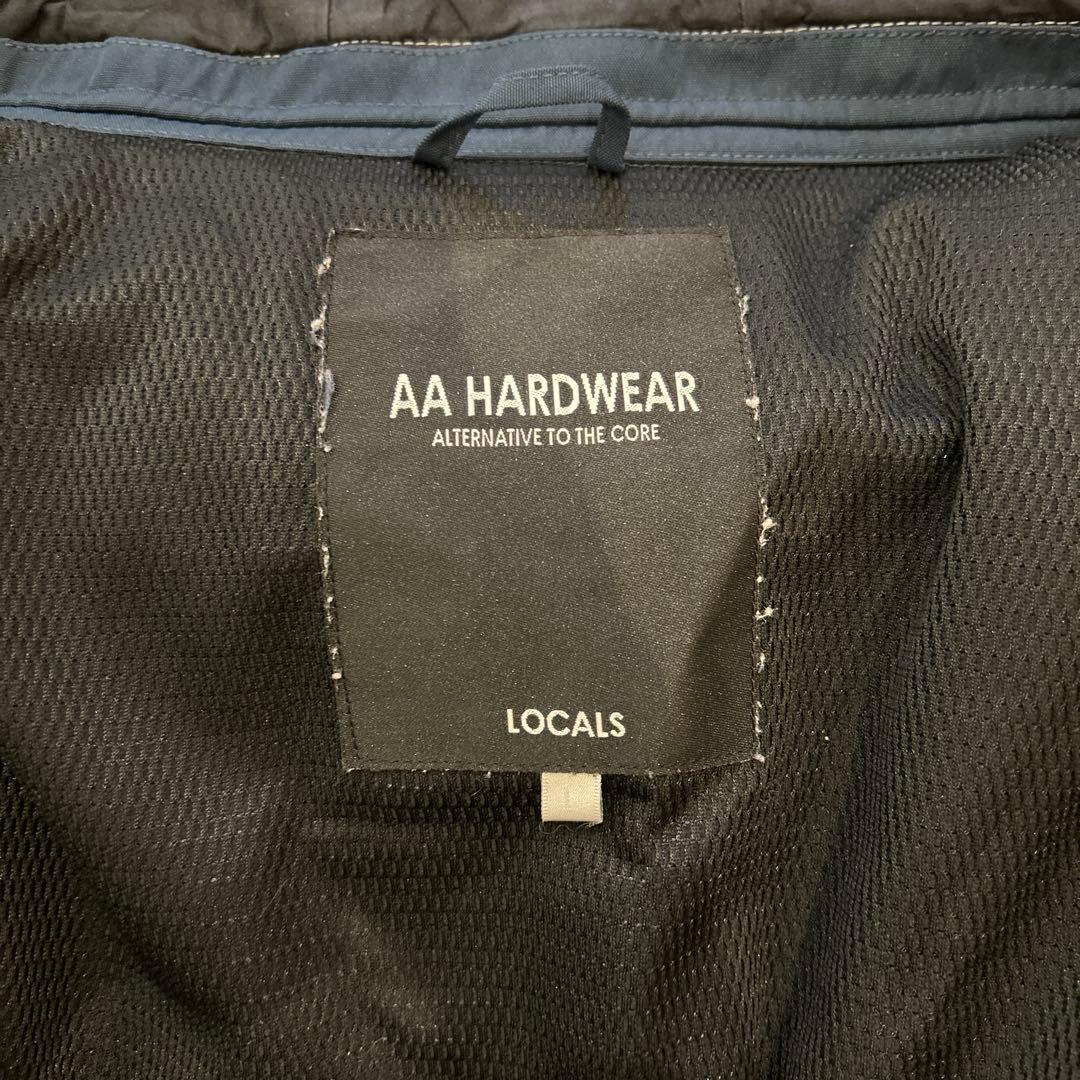 AA HARDWEAR
ALTERNATIVE TO THE CORE
LOCALS